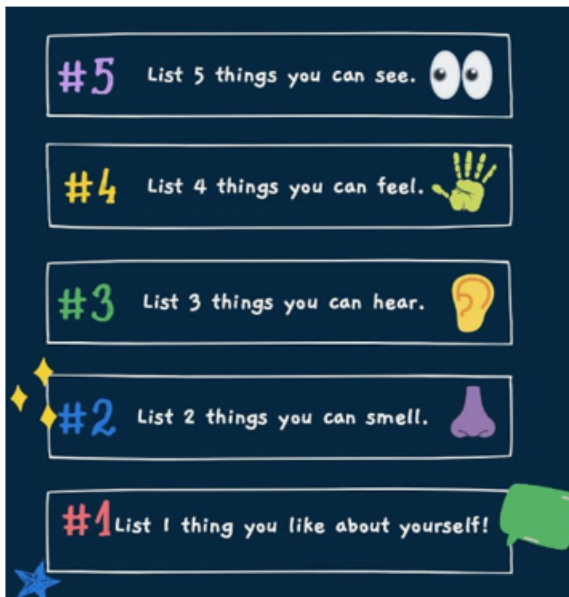 #5 List 5 things you can see.
#4 List 4 things you can feel.
#3 List 3 things you can hear.
#2 List 2 things you can smell.
#1 List 1 thing you like about yourself!